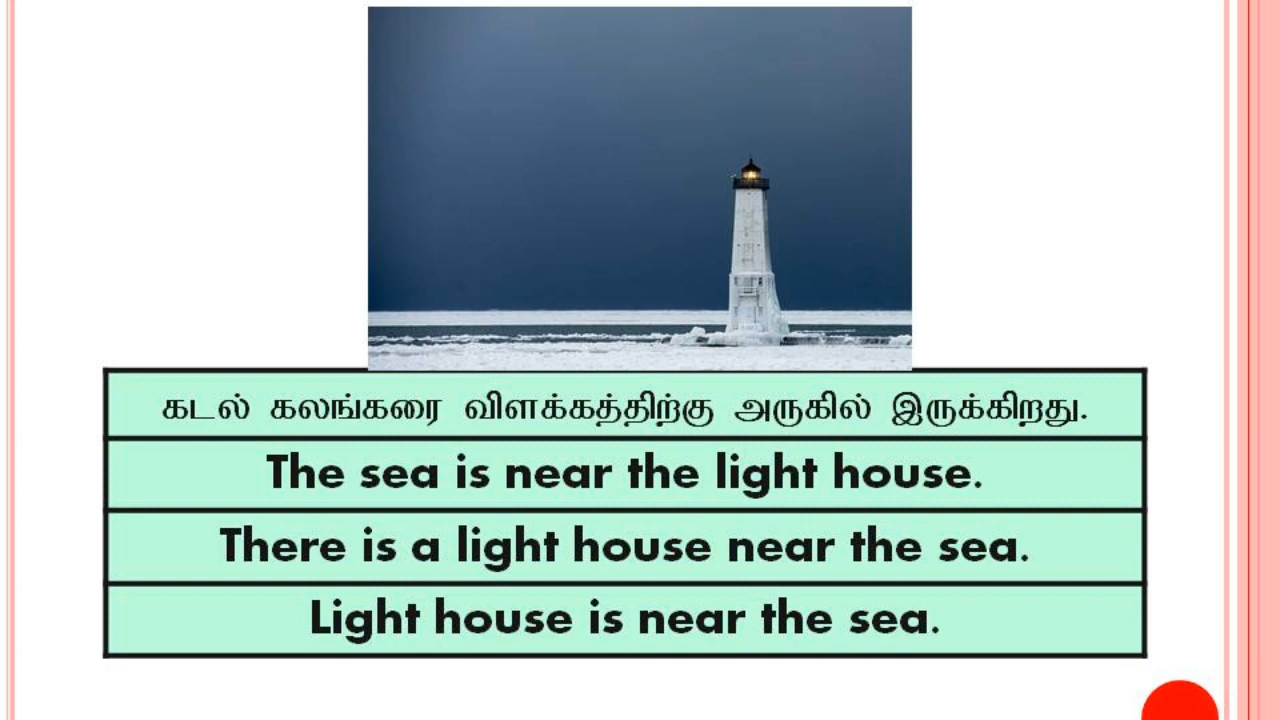 கடல் கலங்கரை விளக்கத்திற்கு அருகில் இருக்கிறது.
The sea is near the light house.
There is a light house near the sea.
Light house is near the sea.